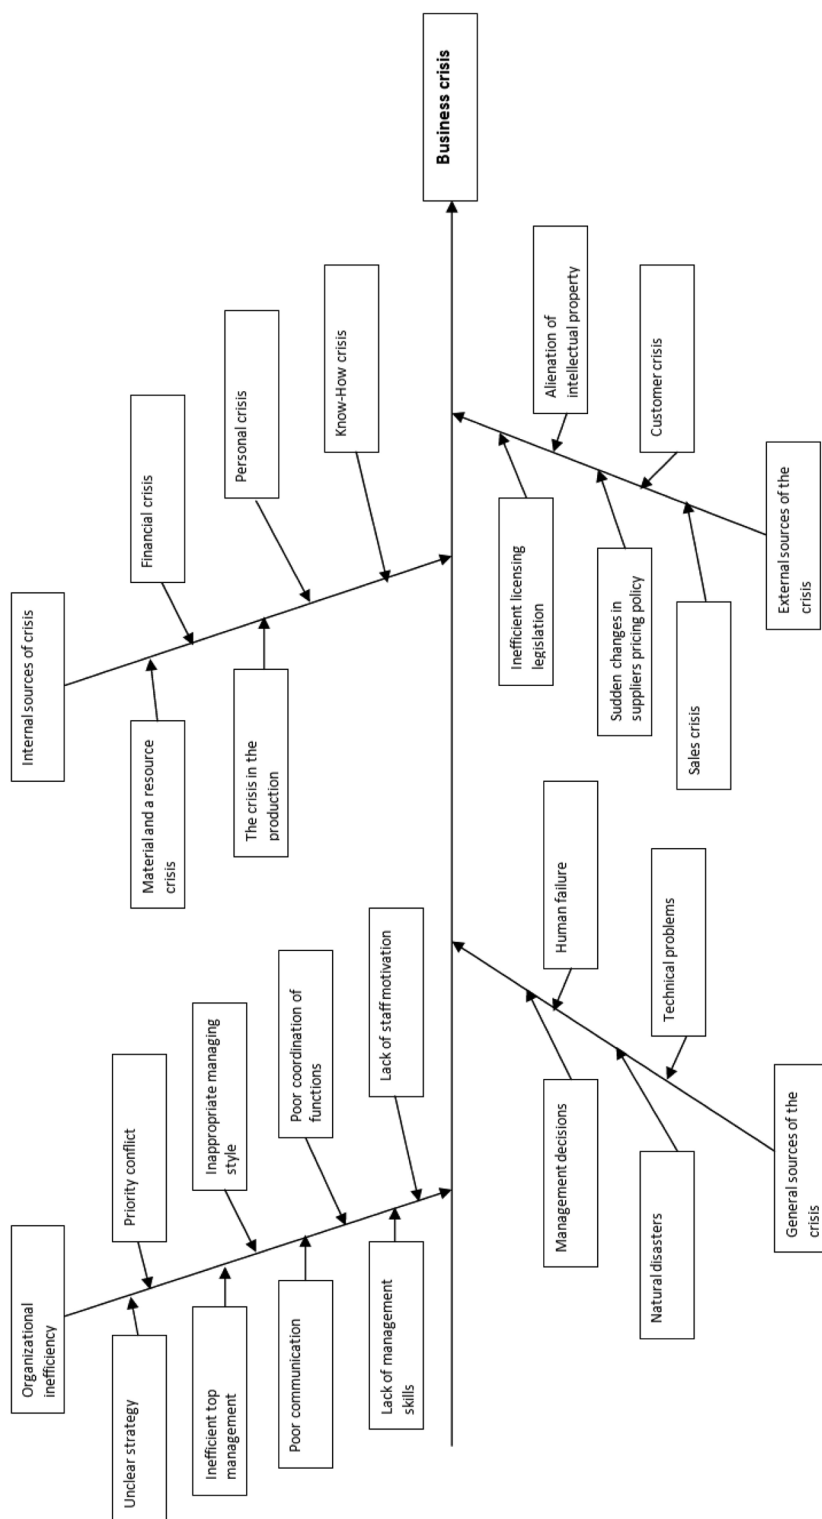 Organizational
inefficiency
Unclear strategy
Priority conflict
Inefficient top
management
Inappropriate managing
style
Poor communication
Poor coordination of
functions
Lack of management
skills
Lack of staff motivation
Internal sources of crisis
Material and a resource
crisis
Financial crisis
The crisis in the
production
Personal crisis
Know-How crisis
Business crisis
General sources of the
crisis
Natural disasters
Technical problems
Management decisions
Human failure
External sources of the
crisis
Sales crisis
Customer crisis
Sudden changes in
suppliers pricing policy
Alienation of
intellectual property
Inefficient licensing
legislation